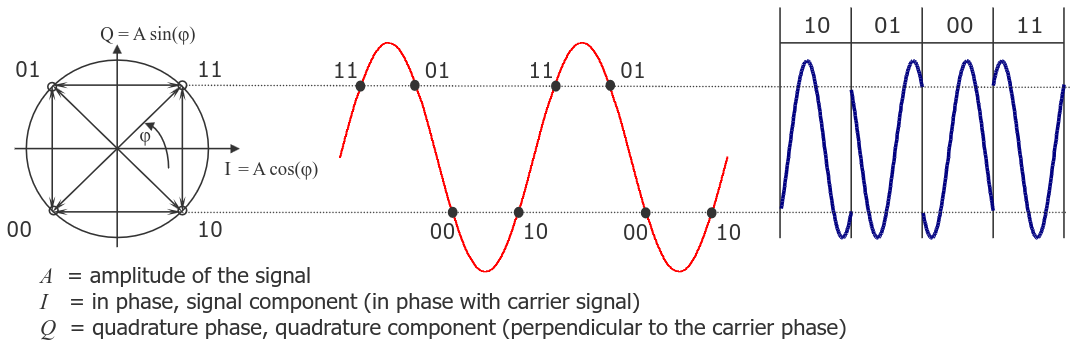 Q = A sin(φ)
01
11
φ
I = A cos(φ)
00
10
11
01
11
01
00
10
00
10
10
01
00
11
A = amplitude of the signal
I = in phase, signal component (in phase with carrier signal)
Q = quadrature phase, quadrature component (perpendicular to the carrier phase)